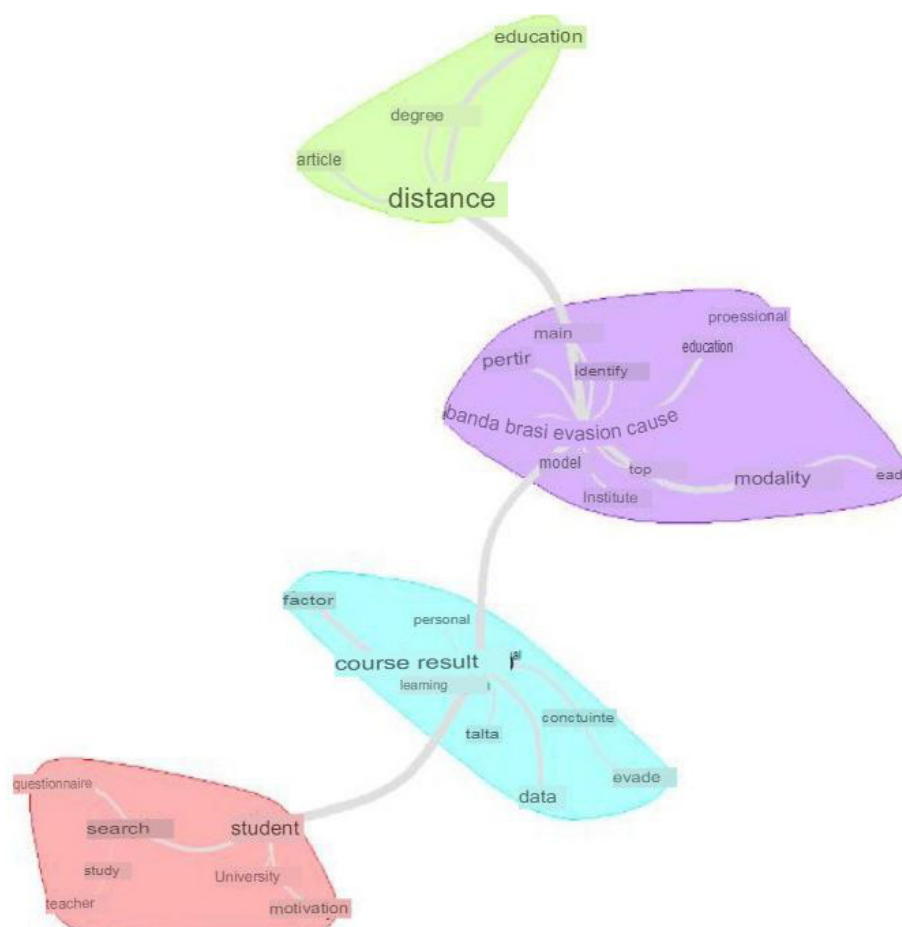 education
degree
article
distance
main
proessional
pertir
identify
education
banda brasi evasion cause
model
top
modality
ead
Institute
factor
personal
course result
learning
talta
conctuinte
evade
data
questionnaire
search
student
study
University
teacher
motivation